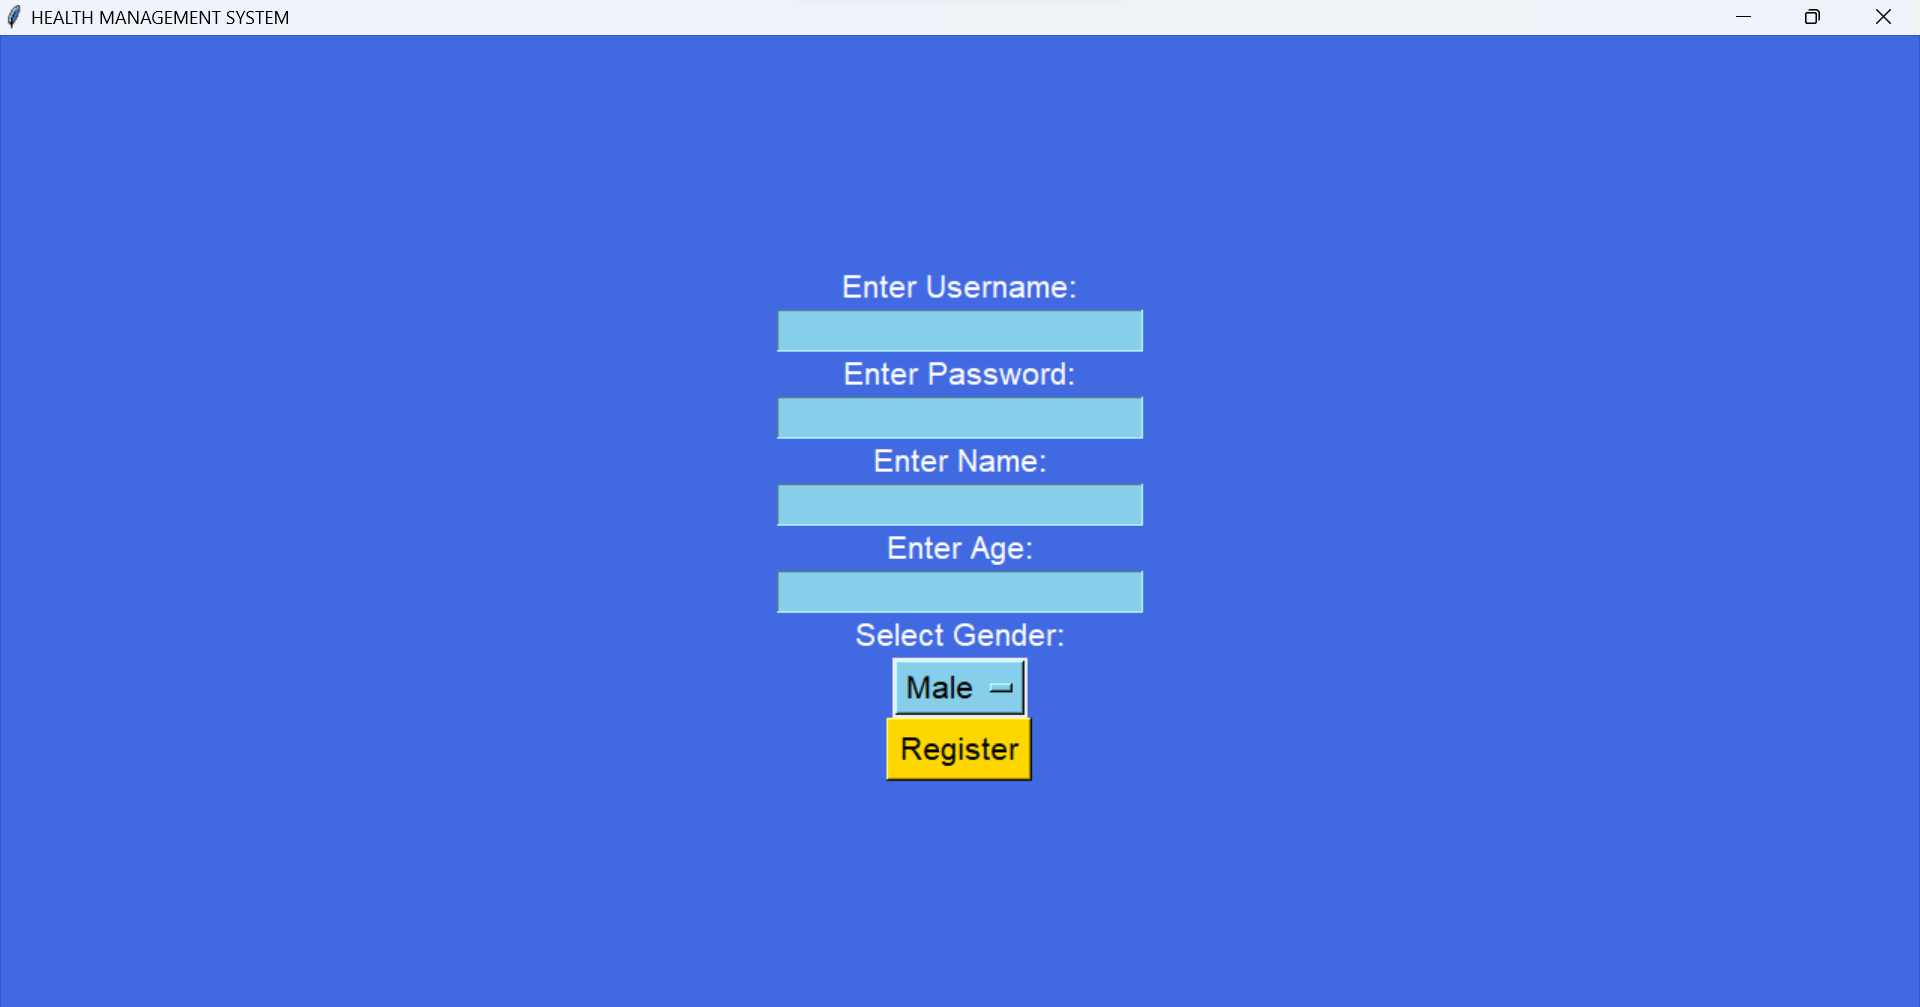 HEALTH MANAGEMENT SYSTEM
Enter Username:
Enter Password:
Enter Name:
Enter Age:
Select Gender:
Male
Register